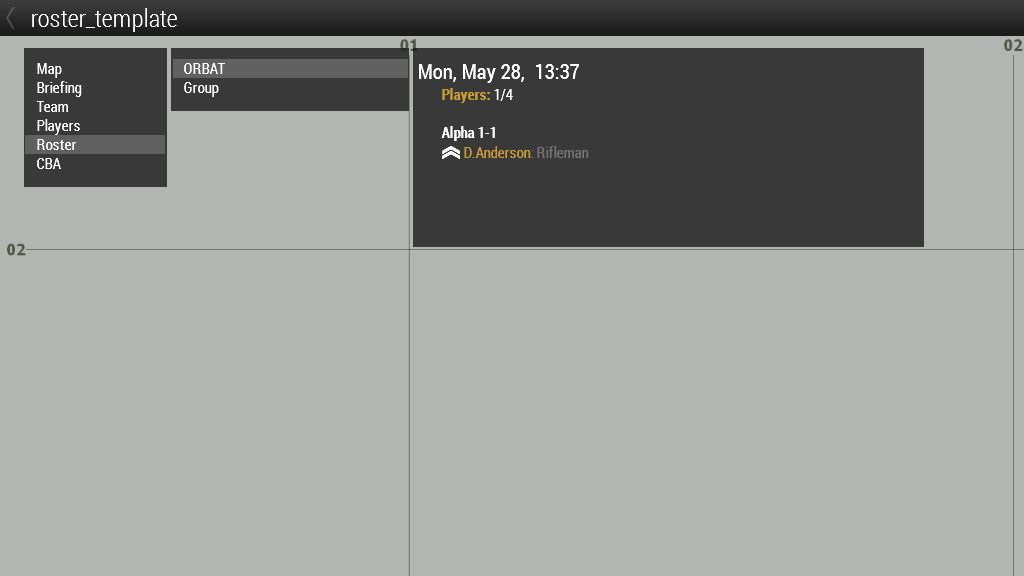 roster_template
01
02
Map
Briefing
Team
Players
Roster
CBA
ORBAT
Group
Mon, May 28, 13:37
Players: 1/4
Alpha 1-1
D.Anderson: Rifleman
02